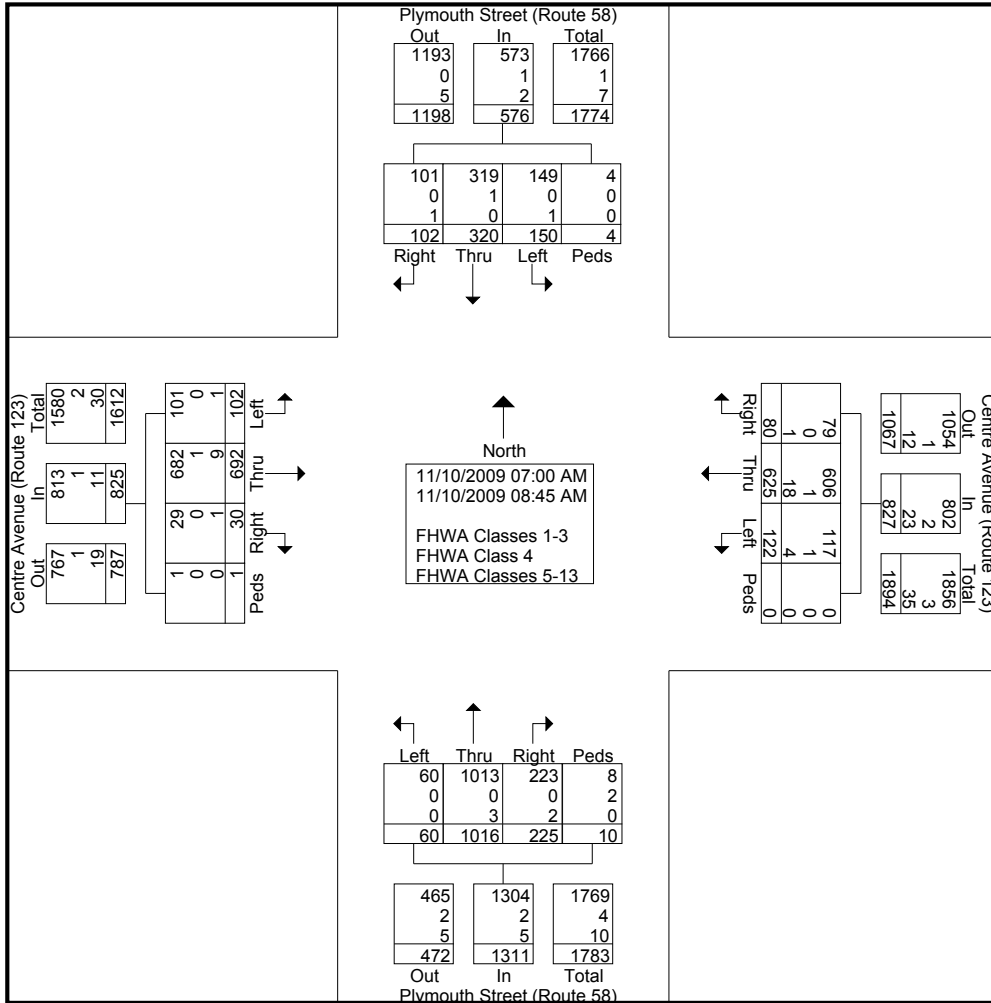 Plymouth Street (Route 58)
Out In Total
1193 573 1766
0 1 1
5 2 7
1198 576 1774
101 319 149 4
0 1 0 0
1 0 1 0
102 320 150 4
Right Thru Left Peds
Centre Avenue (Route 123)
Total
1580
2
30
1612
In
813
1
11
825
Out
767
1
19
787
Left
101
0
1
102
Thru
682
1
9
692
Right
29
0
1
30
Peds
1
0
0
1
North
11/10/2009 07:00 AM
11/10/2009 08:45 AM
FHWA Classes 1-3
FHWA Class 4
FHWA Classes 5-13
Right
79
0
1
80
Thru
606
1
18
625
Left
117
1
4
122
Peds
0
0
0
0
Centre Avenue (Route 123)
Out
1054
1
12
1067
In
802
2
23
827
Total
1856
3
35
1894
Left Thru Right Peds
60 1013 223 8
0 0 0 2
0 3 2 0
60 1016 225 10
465 1304 1769
2 2 4
5 5 10
472 1311 1783
Out In Total
Plymouth Street (Route 58)